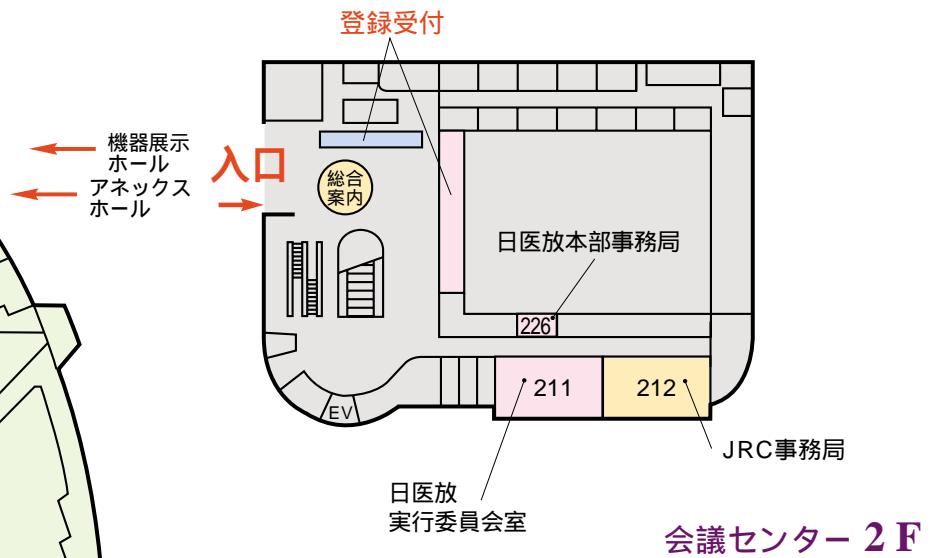 登録受付
機器展示
ホール
アネックス
ホール
入口
総合
案内
日医放本部事務局
226
211
212
EV
JRC事務局
日医放
実行委員会室
会議センター 2 F